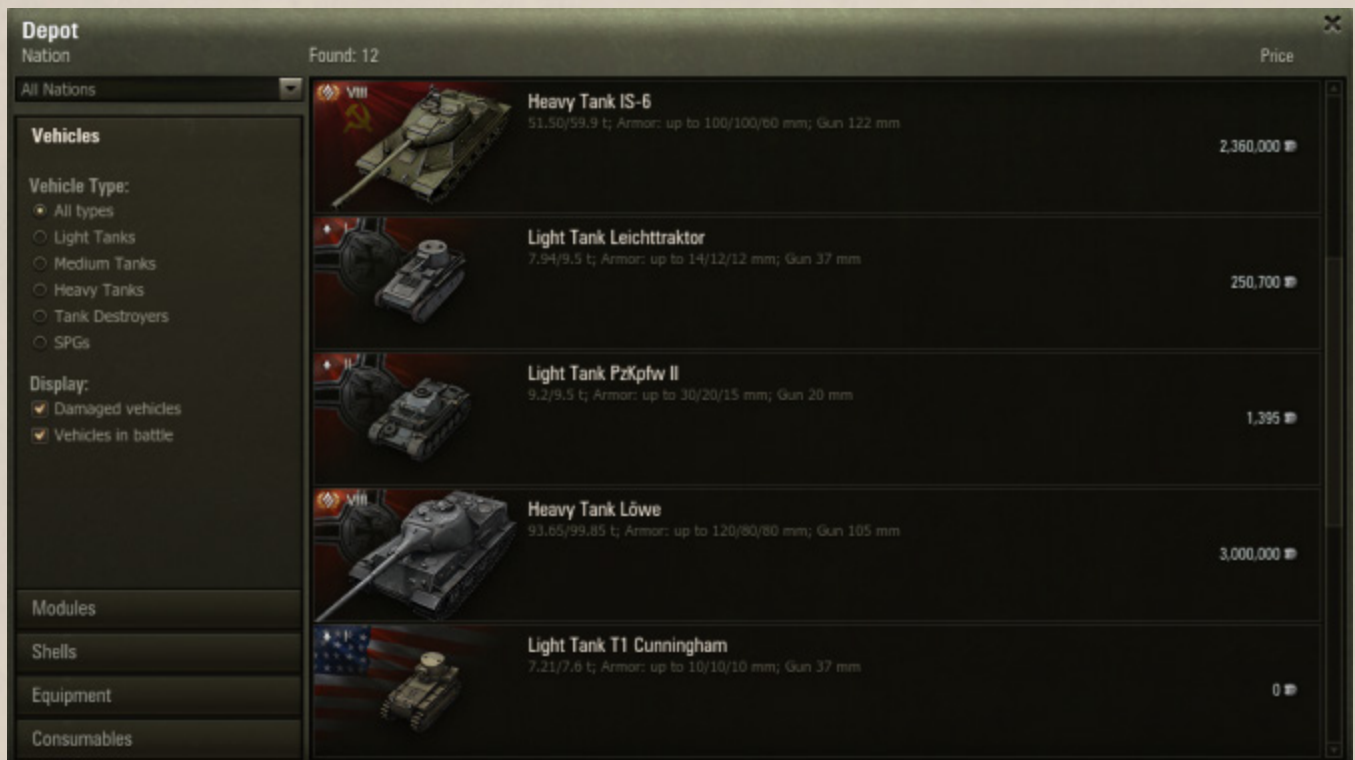 Depot
Nation
Found: 12
Price
All Nations
Vehicles
Vehicle Type:
All types
Light Tanks
Medium Tanks
Heavy Tanks
Tank Destroyers
SPGs
Display:
Damaged vehicles
Vehicles in battle
Modules
Shells
Equipment
Consumables
VIII
Heavy Tank IS-6
51.50/59.9 t; Armor: up to 100/100/60 mm; Gun 122 mm
2,360,000
I
Light Tank Leichttraktor
7.94/9.5 t; Armor: up to 14/12/12 mm; Gun 37 mm
250,700
II
Light Tank PzKpfw II
9.2/9.5 t; Armor: up to 30/20/15 mm; Gun 20 mm
1,395
VIII
Heavy Tank Löwe
93.65/99.85 t; Armor: up to 120/80/80 mm; Gun 105 mm
3,000,000
I
Light Tank T1 Cunningham
7.21/7.6 t; Armor: up to 10/10/10 mm; Gun 37 mm
0